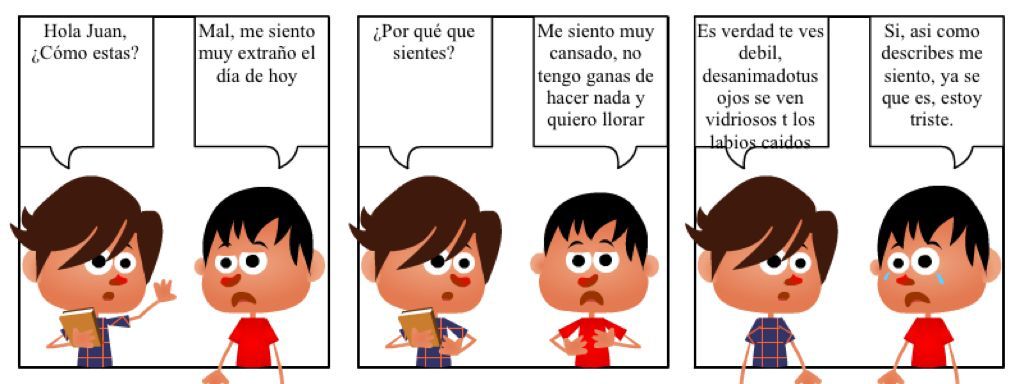 Hola Juan,
¿Cómo estas?
Mal, me siento
muy extraño el
día de hoy
¿Por qué que
sientes?
Me siento muy
cansado, no
tengo ganas de
hacer nada y
quiero llorar
Es verdad te ves
debil,
desanimadotus
ojos se ven
vidriosos t los
labios caidos
Si, asi como
describes me
siento, ya se
que es, estoy
triste.